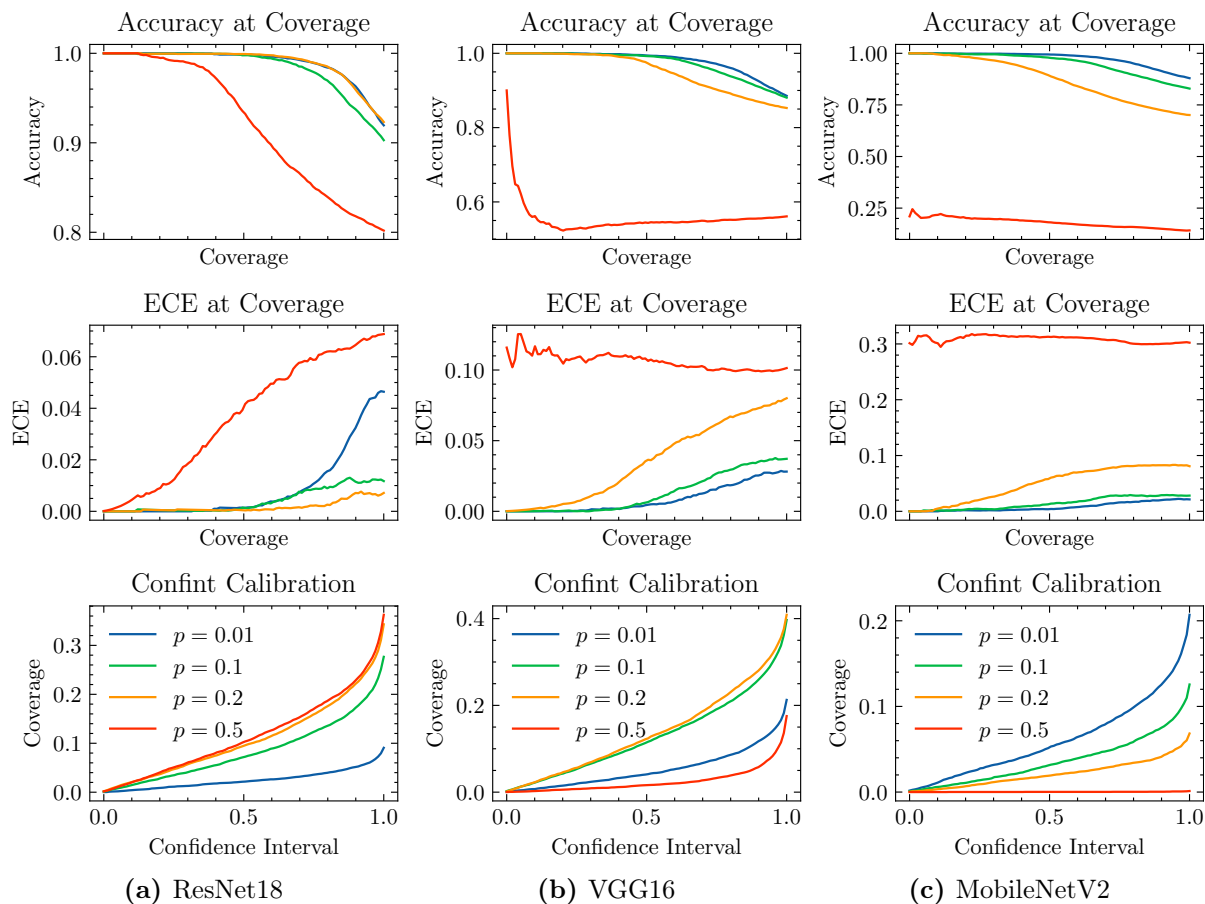 Accuracy at Coverage
Accuracy at Coverage
Accuracy at Coverage
1.0
0.9
0.8
Accuracy
Coverage
1.0
0.8
0.6
Accuracy
Coverage
1.00
0.75
0.50
0.25
Accuracy
Coverage
ECE at Coverage
ECE at Coverage
ECE at Coverage
0.06
0.04
0.02
0.00
ECE
Coverage
0.10
0.05
0.00
ECE
Coverage
0.3
0.2
0.1
0.0
ECE
Coverage
Confint Calibration
Confint Calibration
Confint Calibration
0.3
0.2
0.1
0.0
Coverage
p = 0.01
p = 0.1
p = 0.2
p = 0.5
0.0 0.5 1.0
Confidence Interval
0.4
0.2
0.0
Coverage
p = 0.01
p = 0.1
p = 0.2
p = 0.5
0.0 0.5 1.0
Confidence Interval
0.2
0.1
0.0
Coverage
p = 0.01
p = 0.1
p = 0.2
p = 0.5
0.0 0.5 1.0
Confidence Interval
(a) ResNet18
(b) VGG16
(c) MobileNetV2